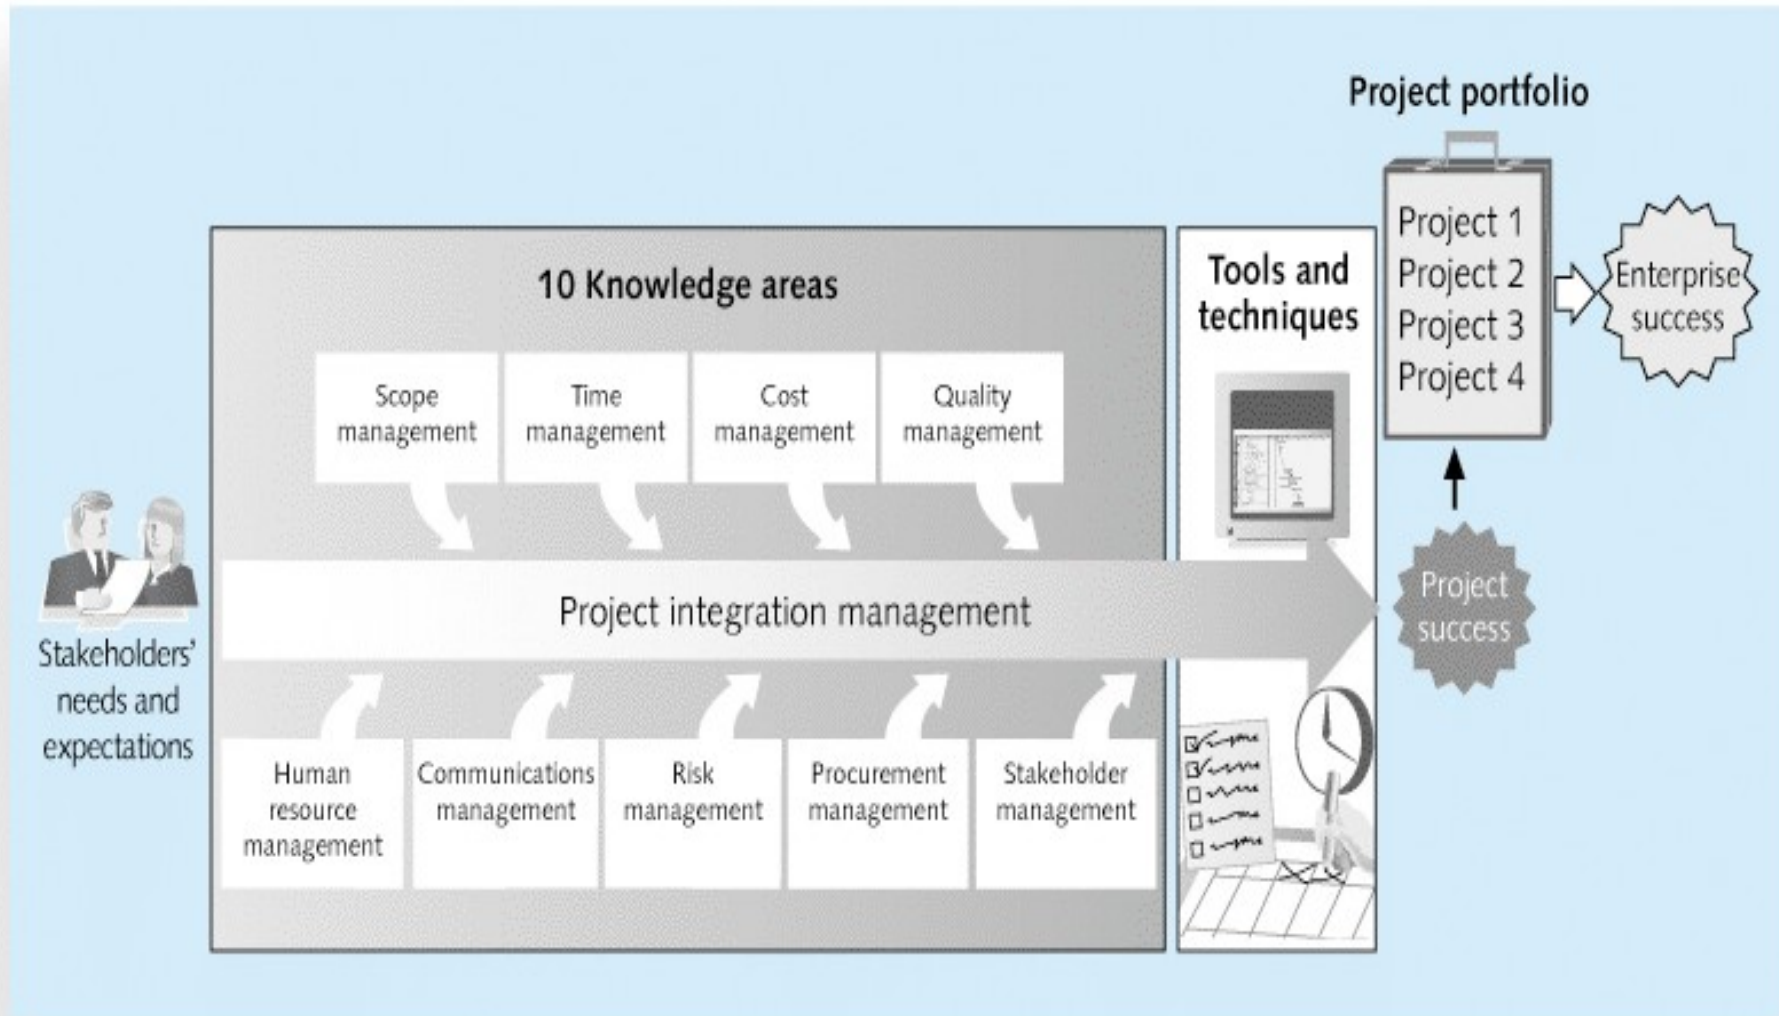 Project portfolio
Project 1
Project 2
Project 3
Project 4
Enterprise
success
10 Knowledge areas
Tools and
techniques
Scope
management
Time
management
Cost
management
Quality
management
Stakeholders'
needs and
expectations
Project integration management
Project
success
Human
resource
management
Communications
management
Risk
management
Procurement
management
Stakeholder
management